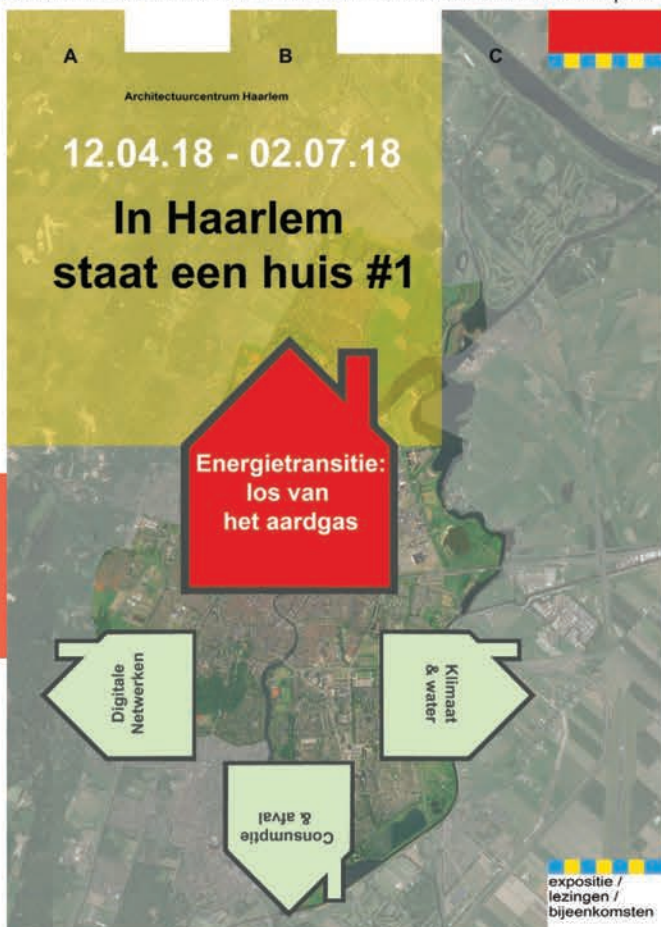 A
B
C
Architectuurcentrum Haarlem
12.04.18 - 02.07.18
In Haarlem
staat een huis #1
Energietransitie:
los van
het aardgas
Digitale
Netwerken
Klimaat
& water
Consumptie
& afval
expositie /
lezingen /
bijeenkomsten